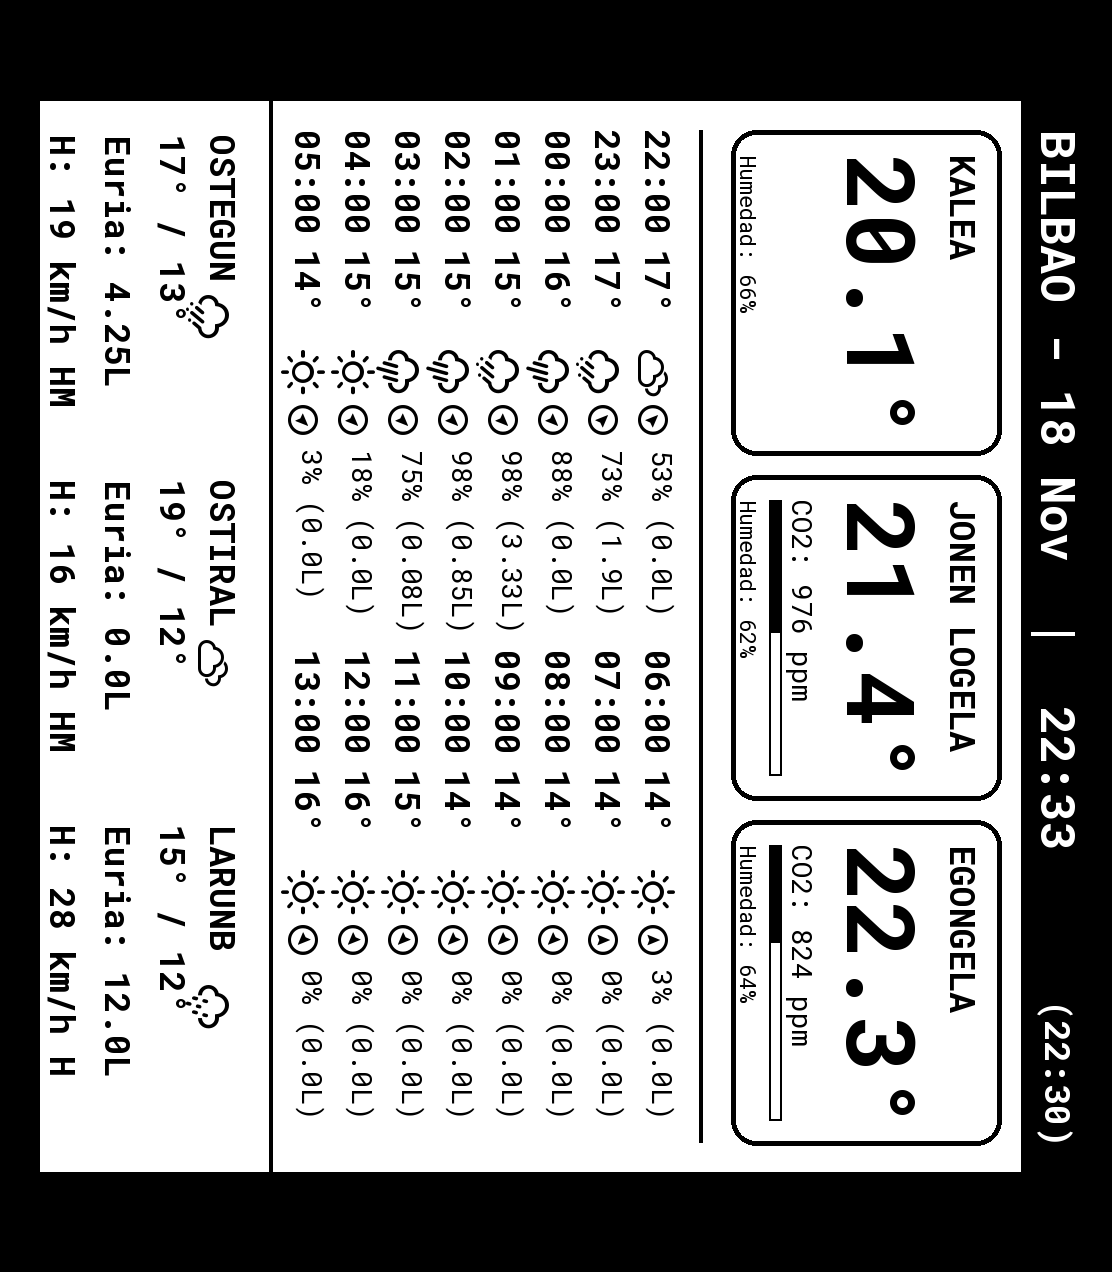 BILBAO - 18 Nov | 22:33 (22:30)
KALEA
20.1°
Humedad: 66%
JONEN LOGELA
21.4°
CO2: 976 ppm
Humedad: 62%
EGONGELA
22.3°
CO2: 824 ppm
Humedad: 64%
22:00 17° 53% (0.0L)
23:00 17° 73% (1.9L)
00:00 16° 88% (0.0L)
01:00 15° 98% (3.33L)
02:00 15° 98% (0.85L)
03:00 15° 75% (0.08L)
04:00 15° 18% (0.0L)
05:00 14° 3% (0.0L)
06:00 14° 3% (0.0L)
07:00 14° 0% (0.0L)
08:00 14° 0% (0.0L)
09:00 14° 0% (0.0L)
10:00 14° 0% (0.0L)
11:00 15° 0% (0.0L)
12:00 16° 0% (0.0L)
13:00 16° 0% (0.0L)
OSTEGUN
17° / 13°
Euria: 4.25L
H: 19 km/h HM
OSTIRAL
19° / 12°
Euria: 0.0L
H: 16 km/h HM
LARUNB
15° / 12°
Euria: 12.0L
H: 28 km/h H